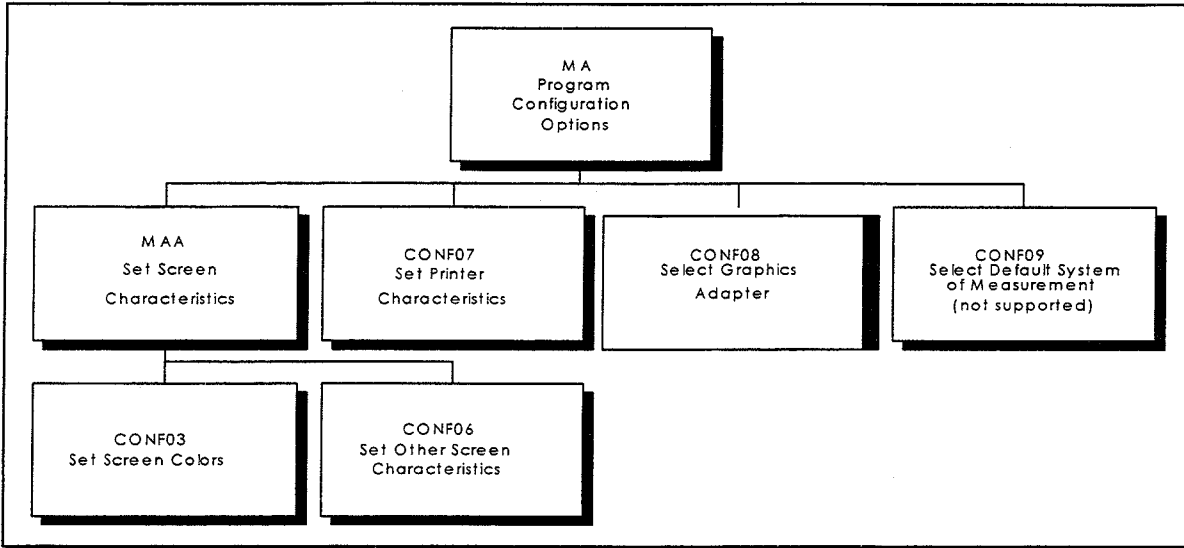 MA
Program
Configuration
Options
MAA
Set Screen
Characteristics
CONF07
Set Printer
Characteristics
CONF08
Select Graphics
Adapter
CONF09
Select Default System
of Measurement
(not supported)
CONF03
Set Screen Colors
CONF06
Set Other Screen
Characteristics